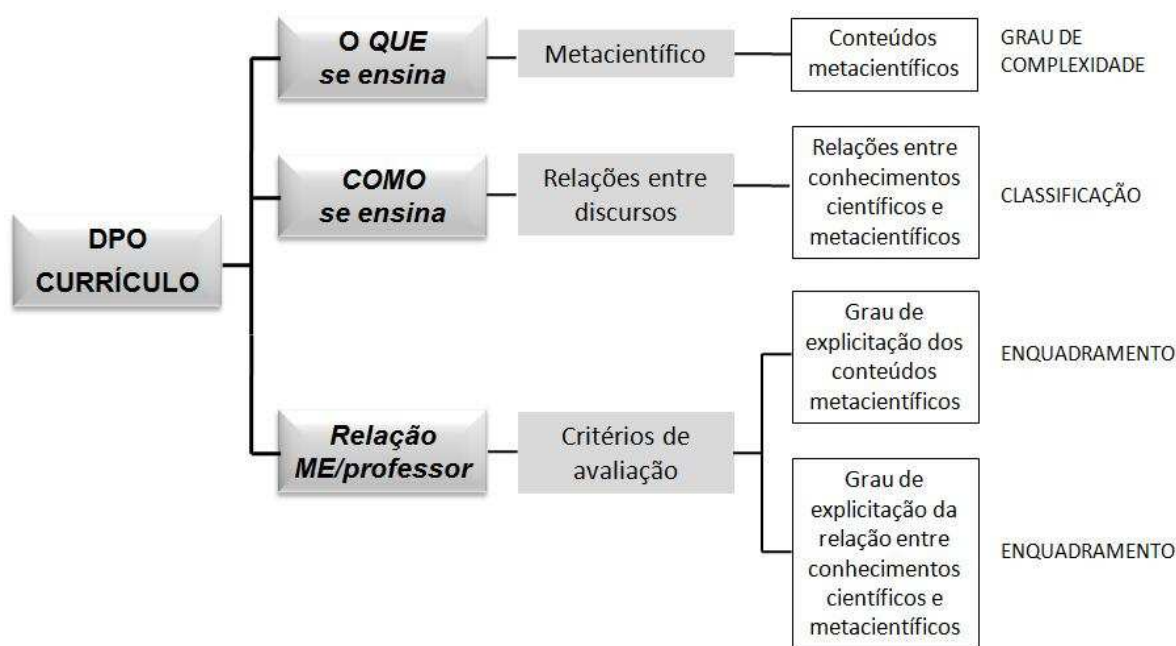 DPO
CURRÍCULO
O QUE
se ensina
Metacientífico
Conteúdos
metacientíficos
GRAU DE
COMPLEXIDADE
COMO
se ensina
Relações entre
discursos
Relações entre
conhecimentos
científicos e
metacientíficos
CLASSIFICAÇÃO
Relação
ME/professor
Critérios de
avaliação
Grau de
explicitação dos
conteúdos
metacientíficos
ENQUADRAMENTO
Grau de
explicitação da
relação entre
conhecimentos
científicos e
metacientíficos
ENQUADRAMENTO